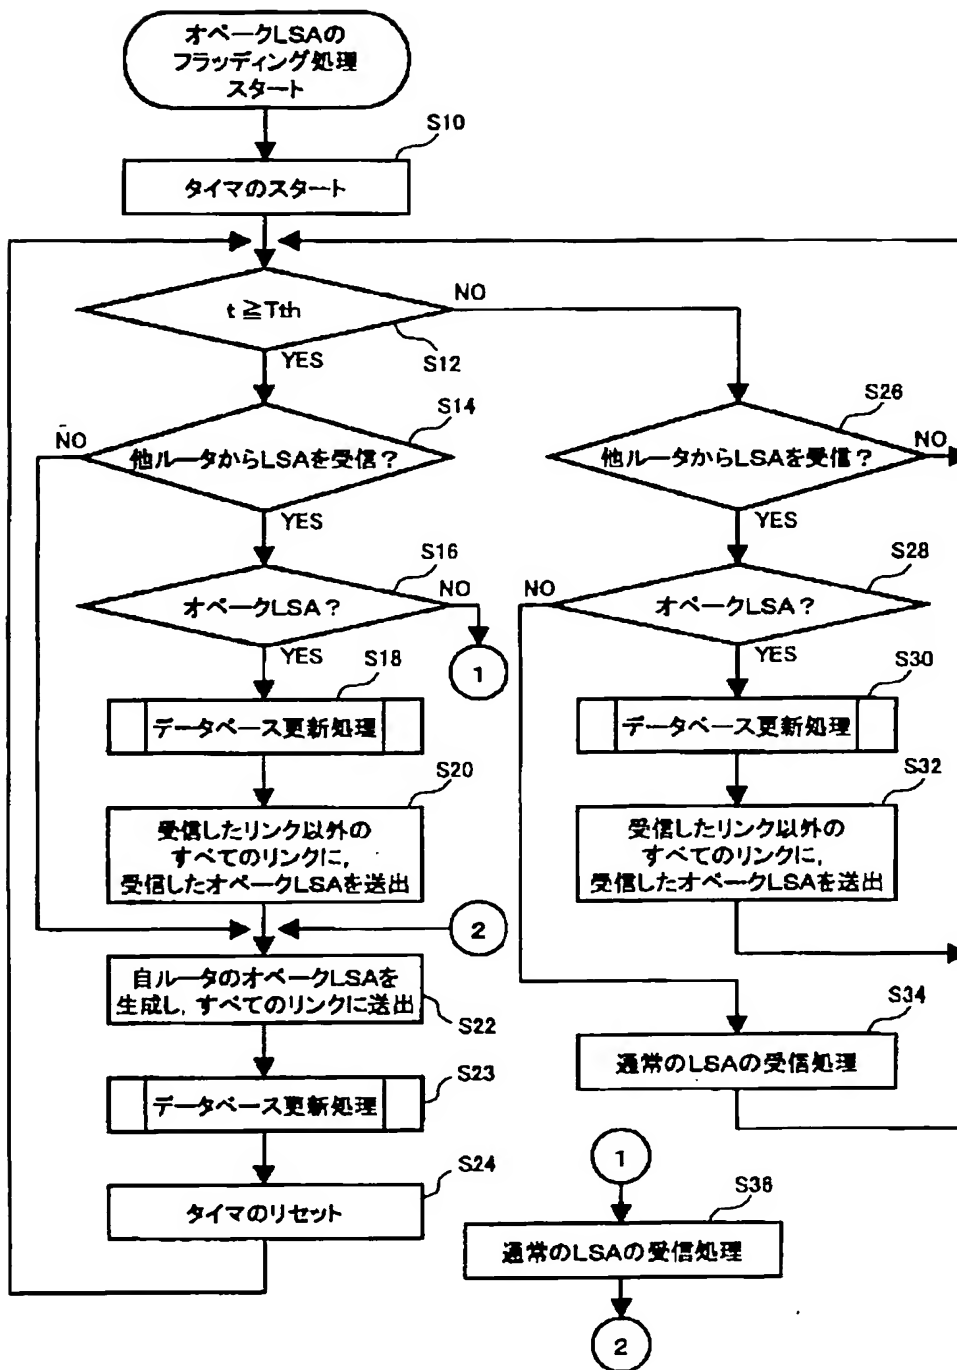 オペークLSAの
フラッディング処理
スタート
S10
タイマのスタート
t≧Tth
NO
S12
YES
S14
NO
他ルータからLSAを受信？
YES
S16
オペークLSA？
NO
YES
1
S18
データベース更新処理
S20
受信したリンク以外の
すべてのリンクに，
受信したオペークLSAを送出
2
自ルータのオペークLSAを
生成し，すべてのリンクに送出
S22
S23
データベース更新処理
S24
タイマのリセット
S26
他ルータからLSAを受信？
NO
YES
S28
NO
オペークLSA？
YES
S30
データベース更新処理
S32
受信したリンク以外の
すべてのリンクに，
受信したオペークLSAを送出
S34
通常のLSAの受信処理
1
S36
通常のLSAの受信処理
2